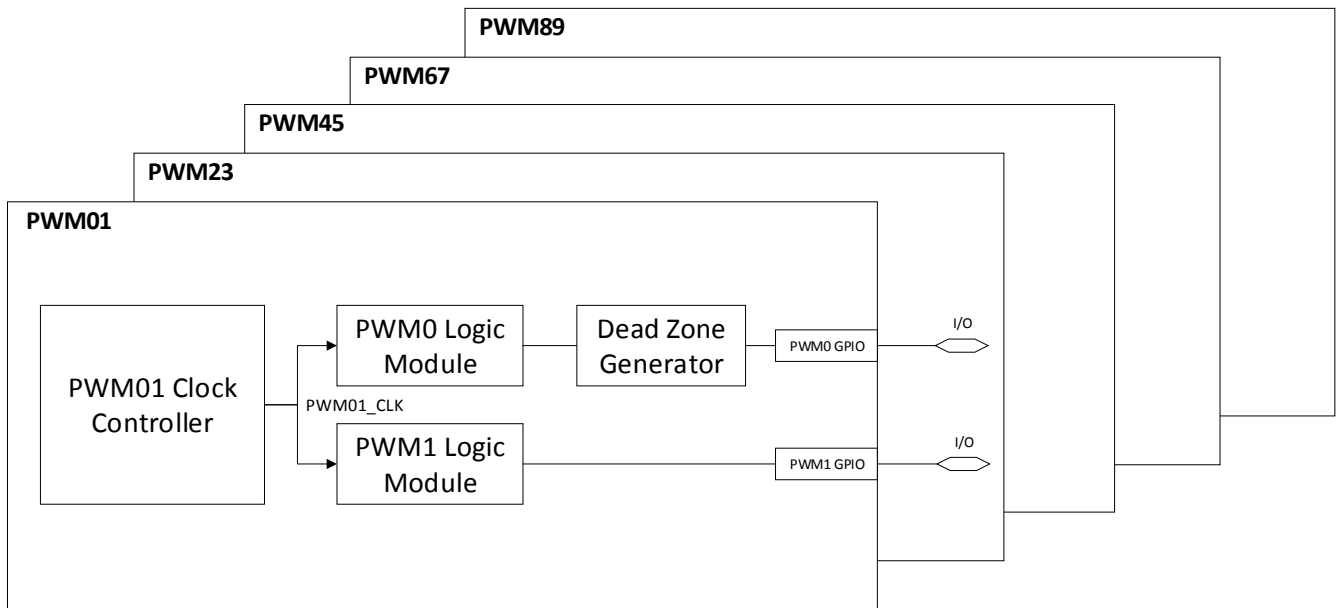 PWM89
PWM67
PWM45
PWM23
PWM01
PWM01 Clock
Controller
PWM01_CLK
PWM0 Logic
Module
Dead Zone
Generator
PWM0 GPIO
I/O
PWM1 Logic
Module
PWM1 GPIO
I/O